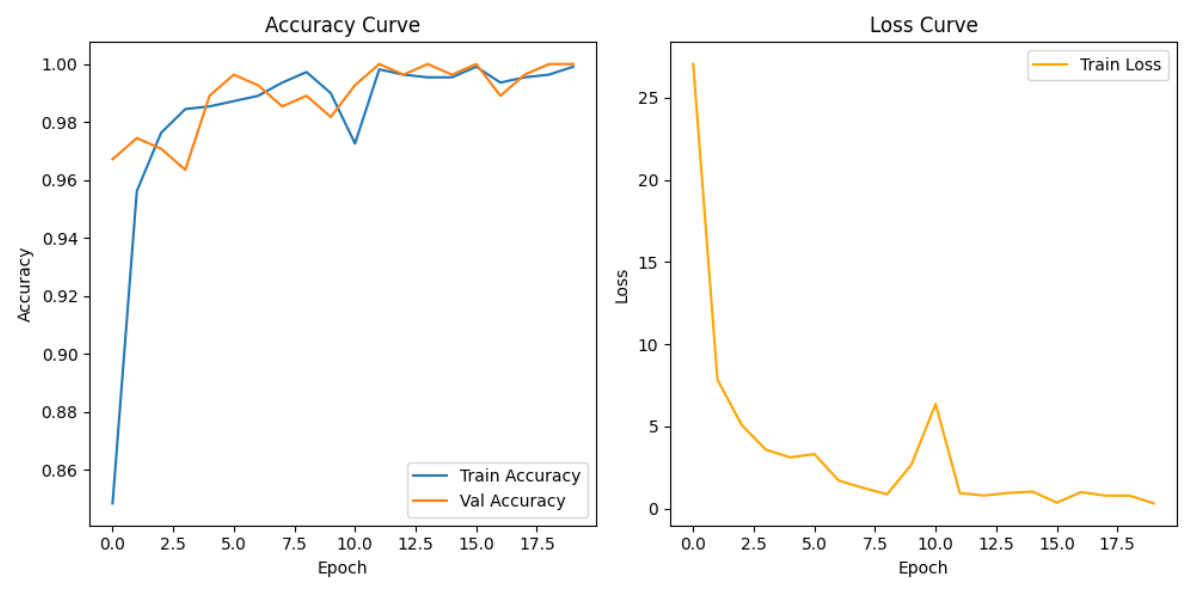 Accuracy Curve
1.00
0.98
0.96
0.94
0.92
0.90
0.88
0.86
Accuracy
Train Accuracy
Val Accuracy
0.0 2.5 5.0 7.5 10.0 12.5 15.0 17.5
Epoch
Loss Curve
Train Loss
25
20
15
10
5
0
Loss
0.0 2.5 5.0 7.5 10.0 12.5 15.0 17.5
Epoch